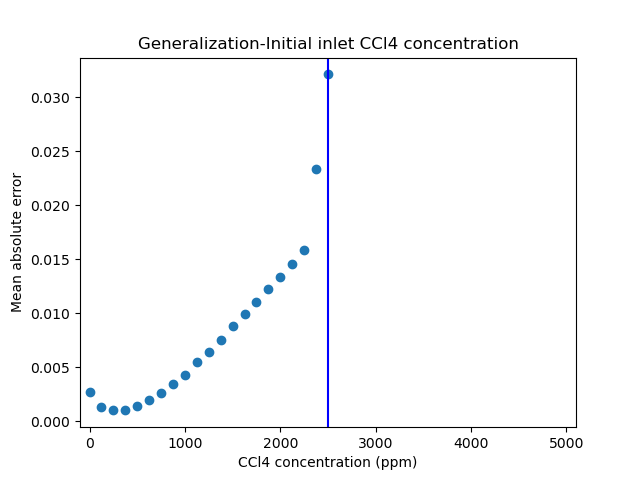 Generalization-Initial inlet CCl4 concentration
Mean absolute error
0.030
0.025
0.020
0.015
0.010
0.005
0.000
0 1000 2000 3000 4000 5000
CCl4 concentration (ppm)